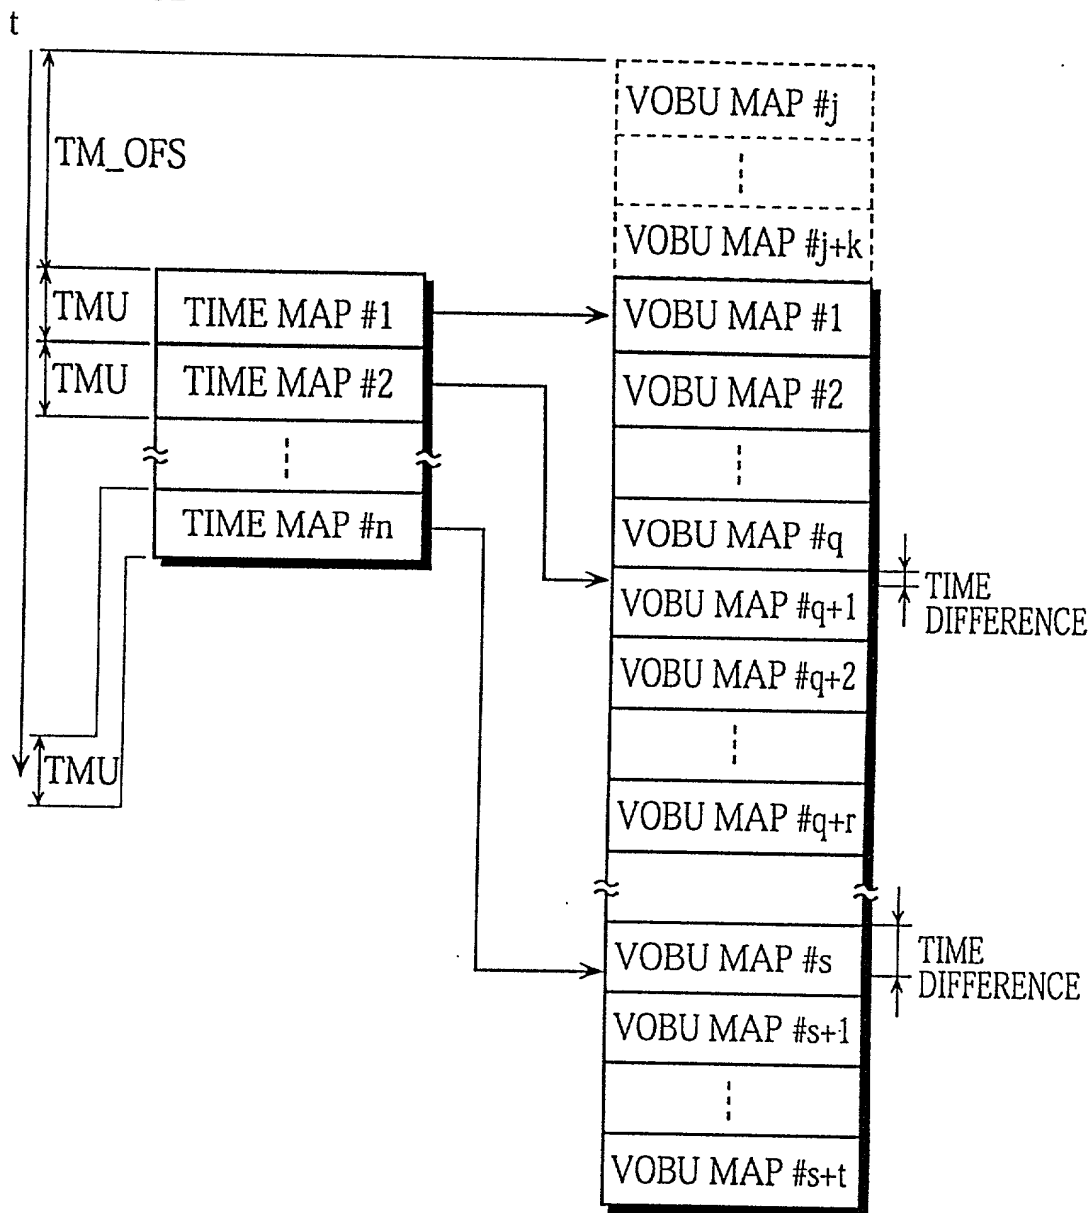 t
VOBU MAP #j
TM_OFS
VOBU MAP #j+k
TMU
TIME MAP #1
VOBU MAP #1
TMU
TIME MAP #2
VOBU MAP #2
TIME MAP #n
VOBU MAP #q
TIME
DIFFERENCE
VOBU MAP #q+1
VOBU MAP #q+2
TMU
VOBU MAP #q+r
VOBU MAP #s
TIME
DIFFERENCE
VOBU MAP #s+1
VOBU MAP #s+t